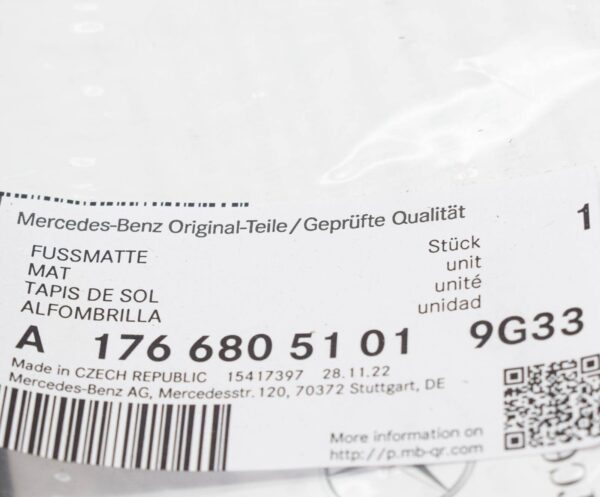 Mercedes-Benz Original-Teile/Geprüfte Qualität 1
FUSSMATTE Stück
MAT unit
TAPIS DE SOL unité
ALFOMBRILLA unidad
A 176 680 51 01 9G33
Made in CZECH REPUBLIC 15417397 28.11.22
Mercedes-Benz AG, Mercedesstr. 120, 70372 Stuttgart, DE
More information on
http://p.mb-qr.com